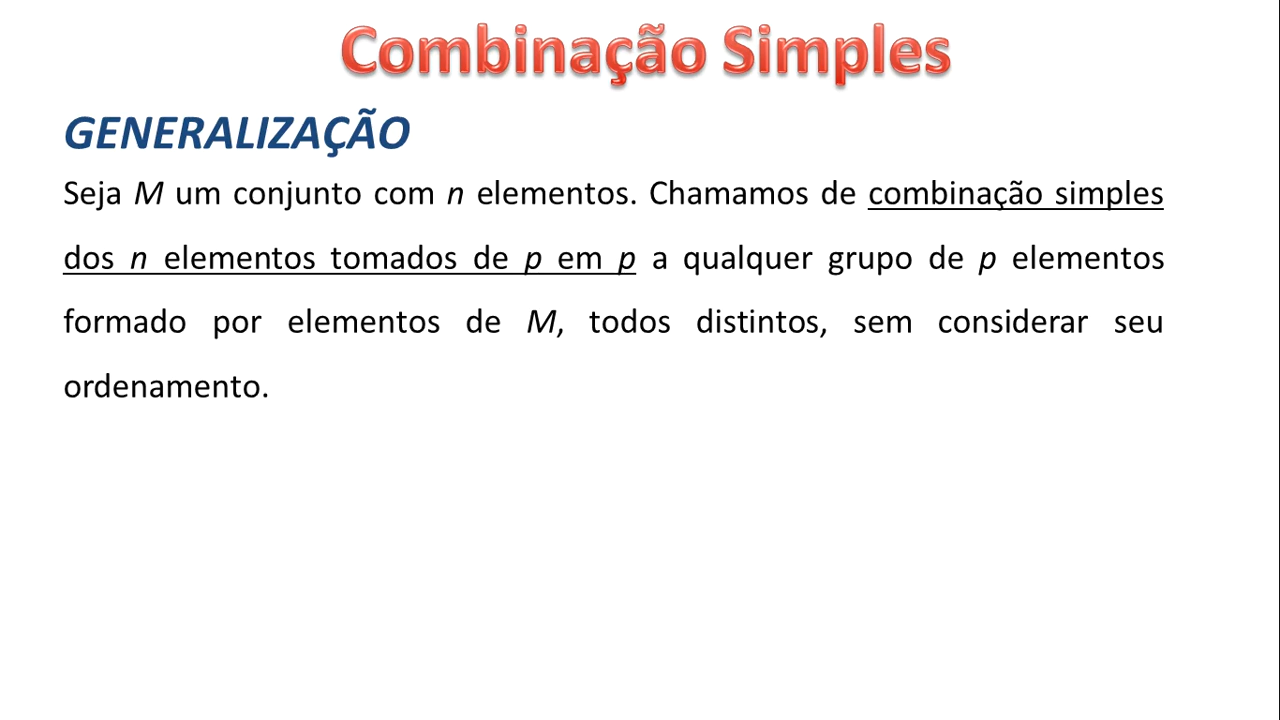 Combinação Simples
GENERALIZAÇÃO
Seja M um conjunto com n elementos. Chamamos de combinação simples
dos n elementos tomados de p em p a qualquer grupo de p elementos
formado por elementos de M, todos distintos, sem considerar seu
ordenamento.